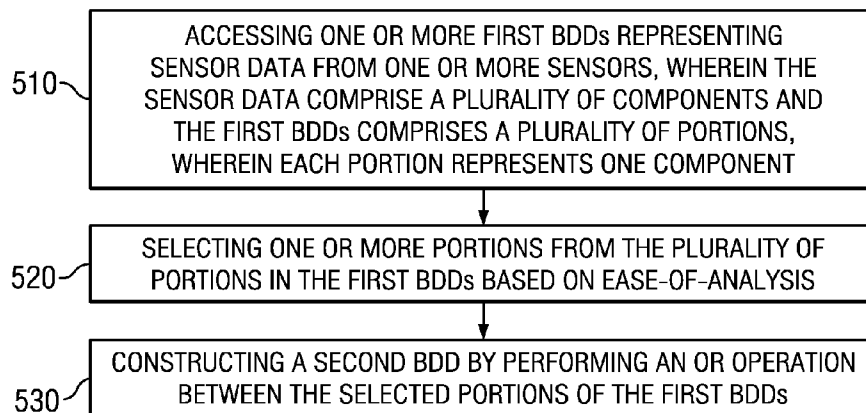 510
ACCESSING ONE OR MORE FIRST BDDs REPRESENTING
SENSOR DATA FROM ONE OR MORE SENSORS, WHEREIN THE
SENSOR DATA COMPRISE A PLURALITY OF COMPONENTS AND
THE FIRST BDDs COMPRISES A PLURALITY OF PORTIONS,
WHEREIN EACH PORTION REPRESENTS ONE COMPONENT
520
SELECTING ONE OR MORE PORTIONS FROM THE PLURALITY OF
PORTIONS IN THE FIRST BDDs BASED ON EASE-OF-ANALYSIS
530
CONSTRUCTING A SECOND BDD BY PERFORMING AN OR OPERATION
BETWEEN THE SELECTED PORTIONS OF THE FIRST BDDs